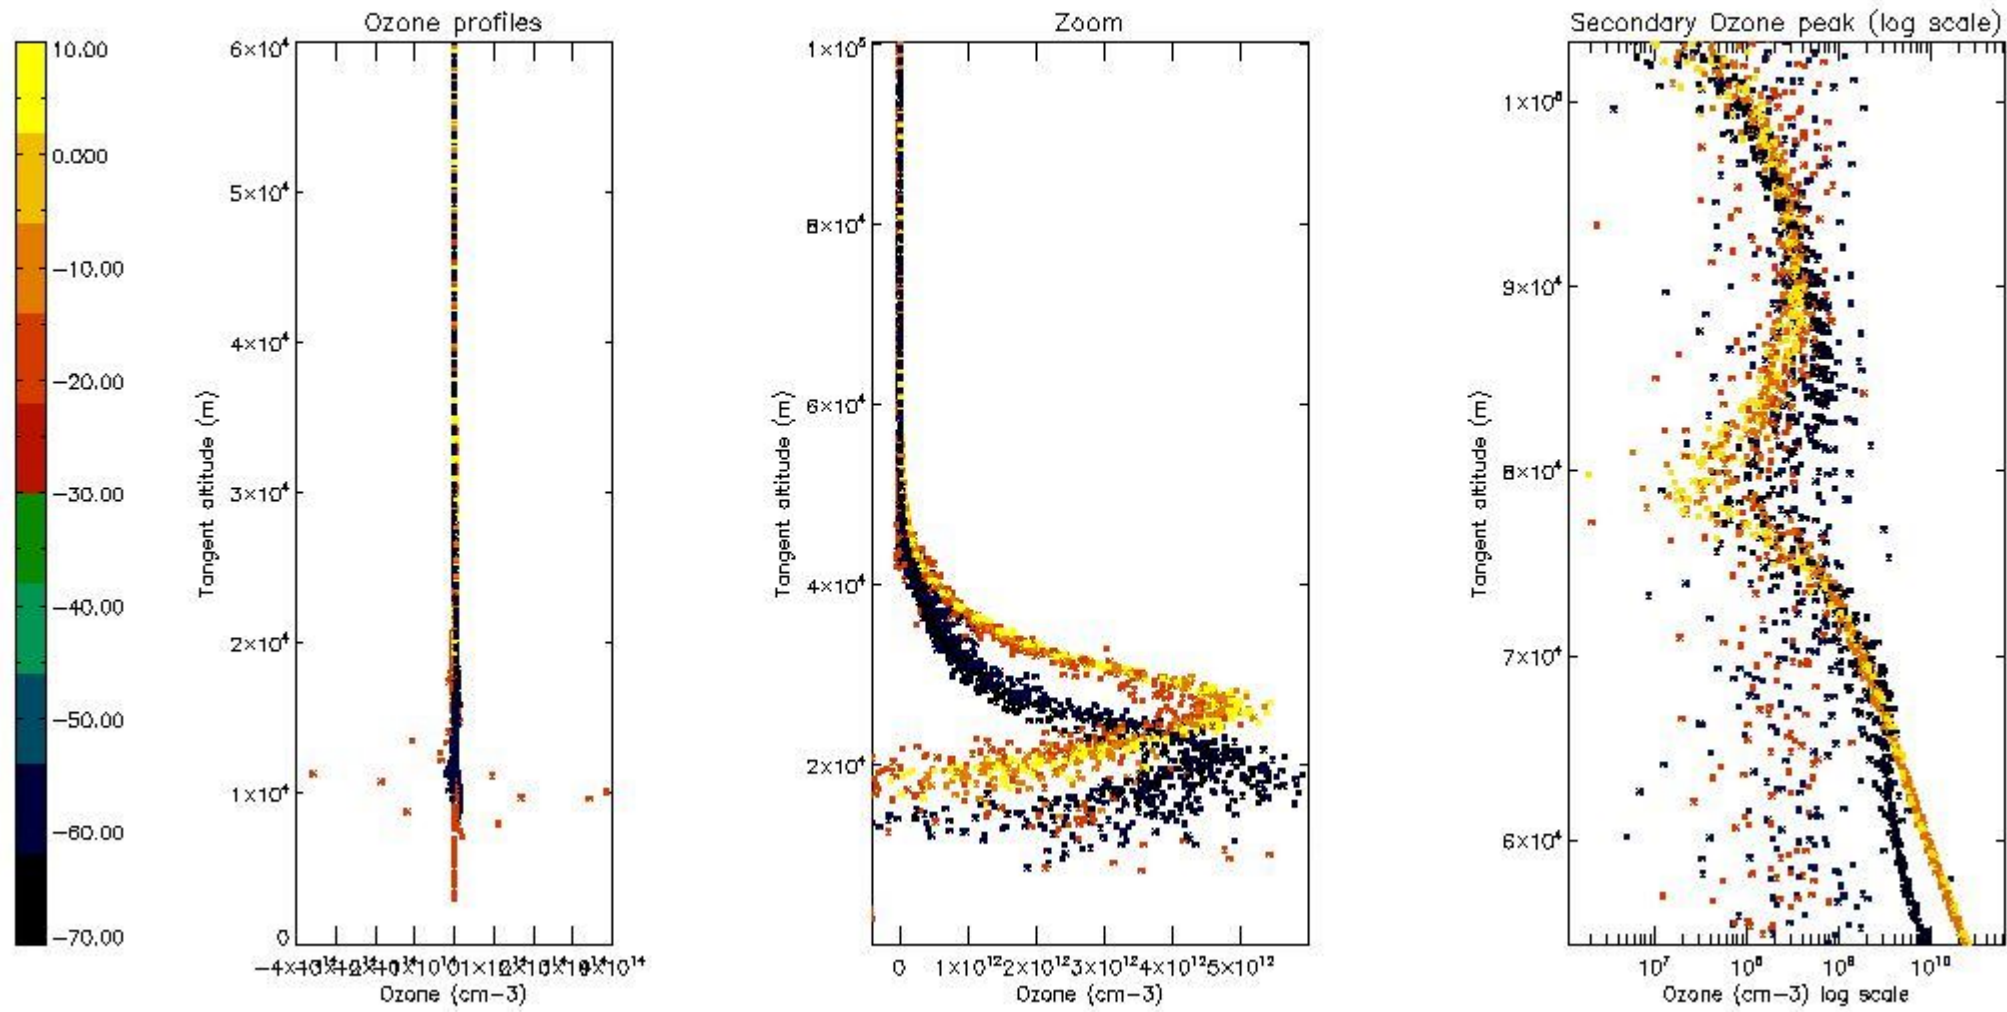 Ozone profiles
Zoom
Secondary Ozone peak (log scale)
10.00
0.000
−10.00
−20.00
−30.00
−40.00
−50.00
−60.00
−70.00
6×10⁴
5×10⁴
4×10⁴
3×10⁴
2×10⁴
1×10⁴
0
Tangent altitude (m)
Ozone (cm−3)
1×10⁵
8×10⁴
6×10⁴
4×10⁴
2×10⁴
Tangent altitude (m)
0 1×10¹² 2×10¹² 3×10¹² 4×10¹² 5×10¹²
Ozone (cm−3)
1×10⁵
9×10⁴
8×10⁴
7×10⁴
6×10⁴
Tangent altitude (m)
10⁷ 10⁸ 10⁹ 10¹⁰
Ozone (cm−3) log scale